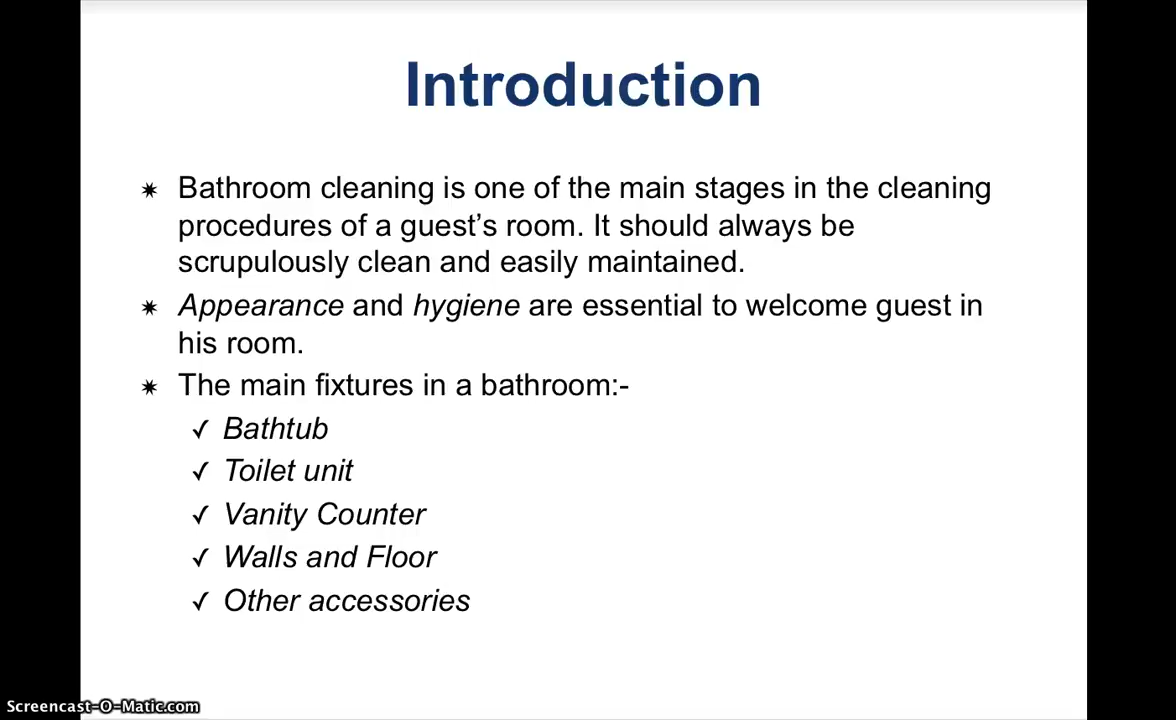 Introduction
✷ Bathroom cleaning is one of the main stages in the cleaning
procedures of a guest’s room. It should always be
scrupulously clean and easily maintained.
✷ Appearance and hygiene are essential to welcome guest in
his room.
✷ The main fixtures in a bathroom:-
✓ Bathtub
✓ Toilet unit
✓ Vanity Counter
✓ Walls and Floor
✓ Other accessories
Screencast-O-Matic.com